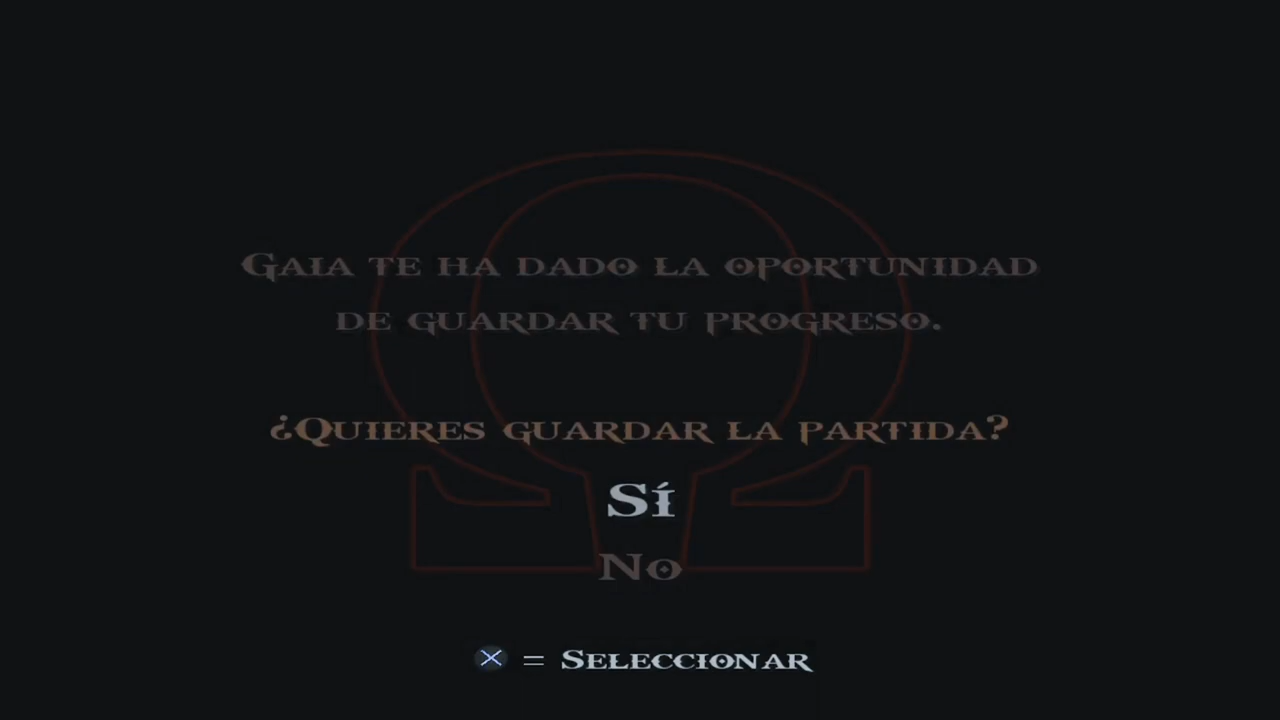 Gaia te ha dado la oportunidad
de guardar tu progreso.
¿Quieres guardar la partida?
Sí
No
= Seleccionar